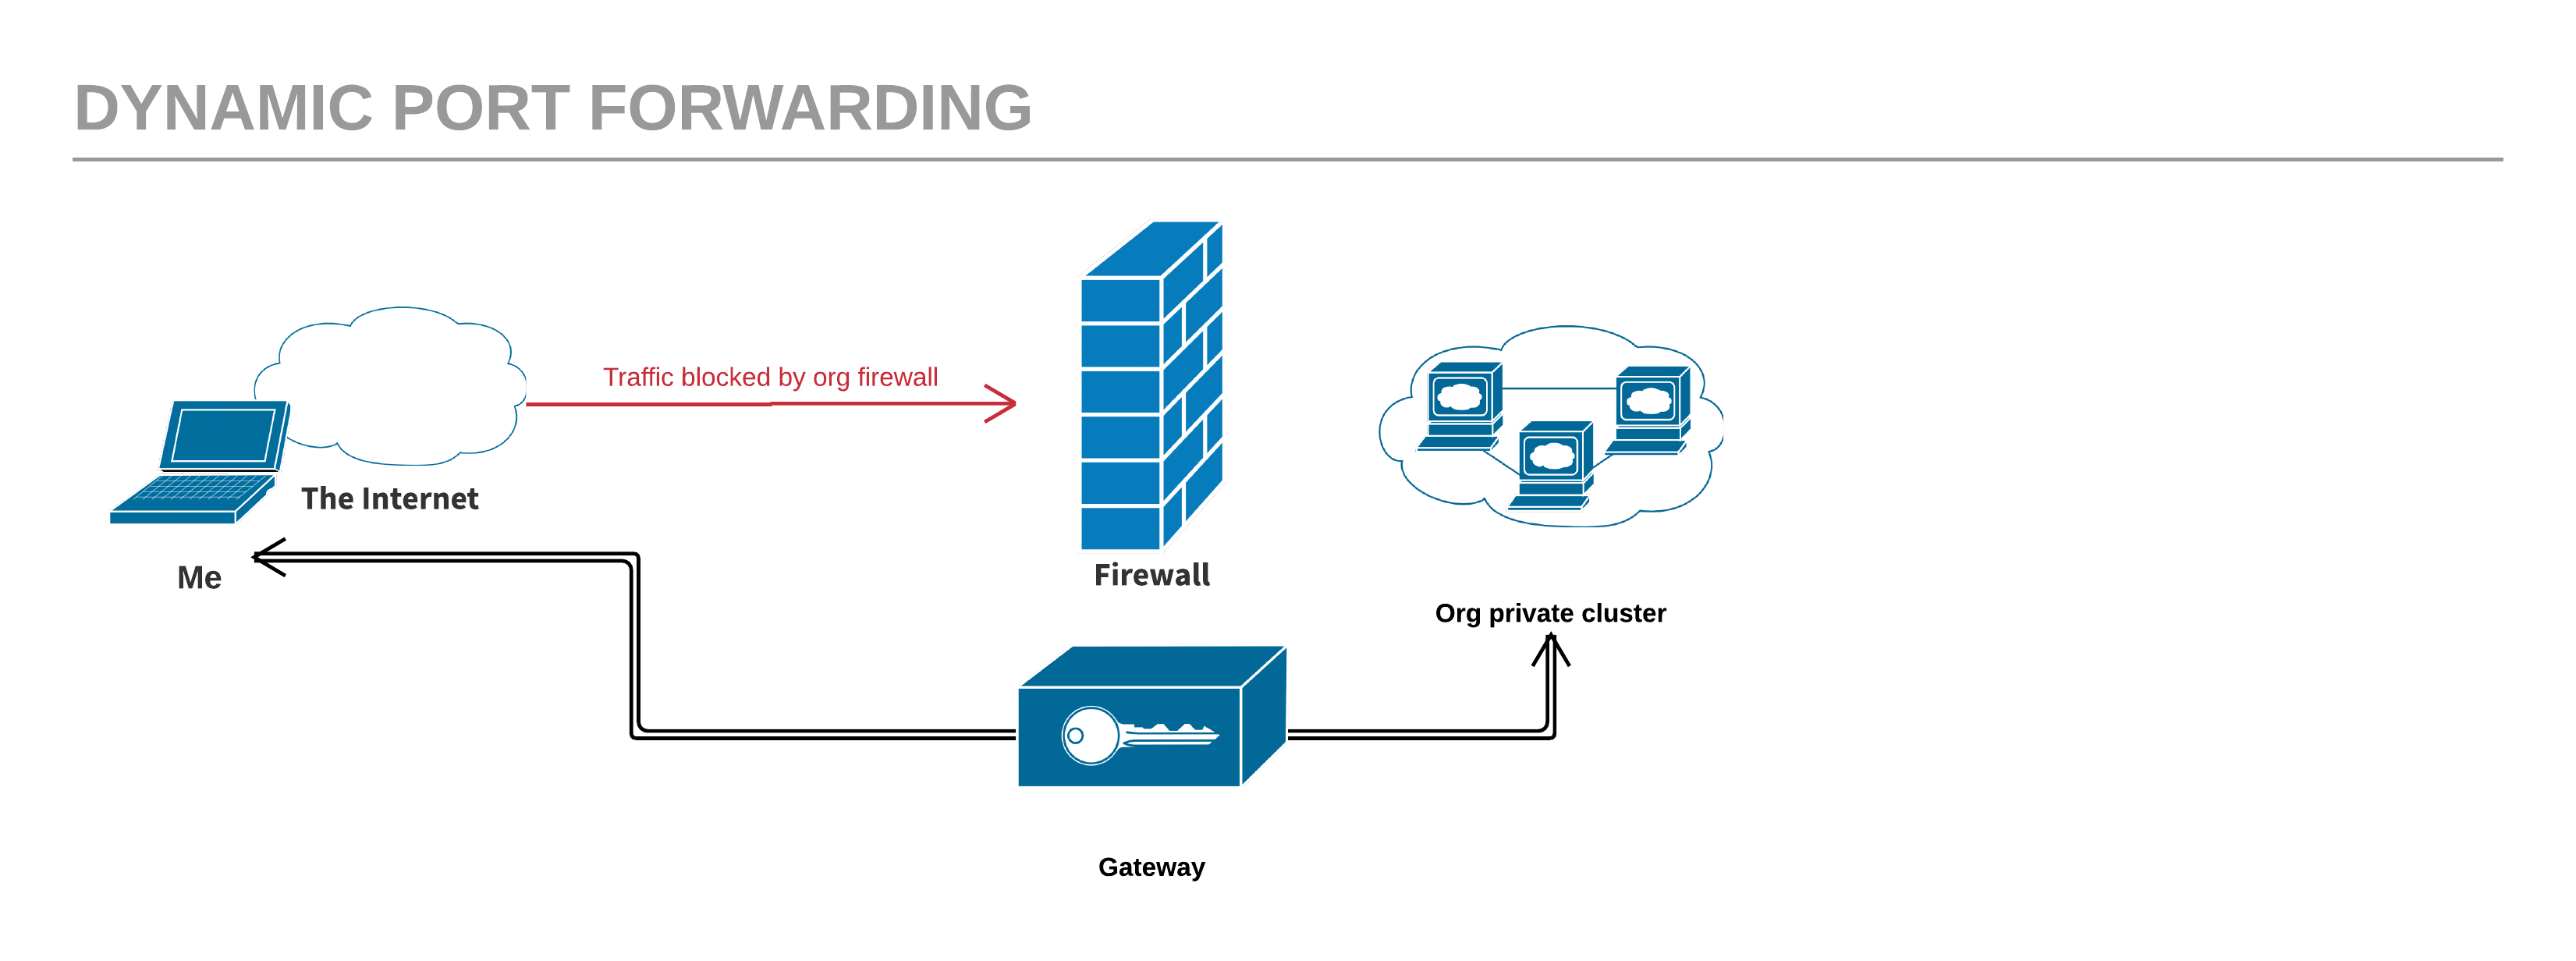 DYNAMIC PORT FORWARDING
Traffic blocked by org firewall
The Internet
Me
Firewall
Org private cluster
Gateway